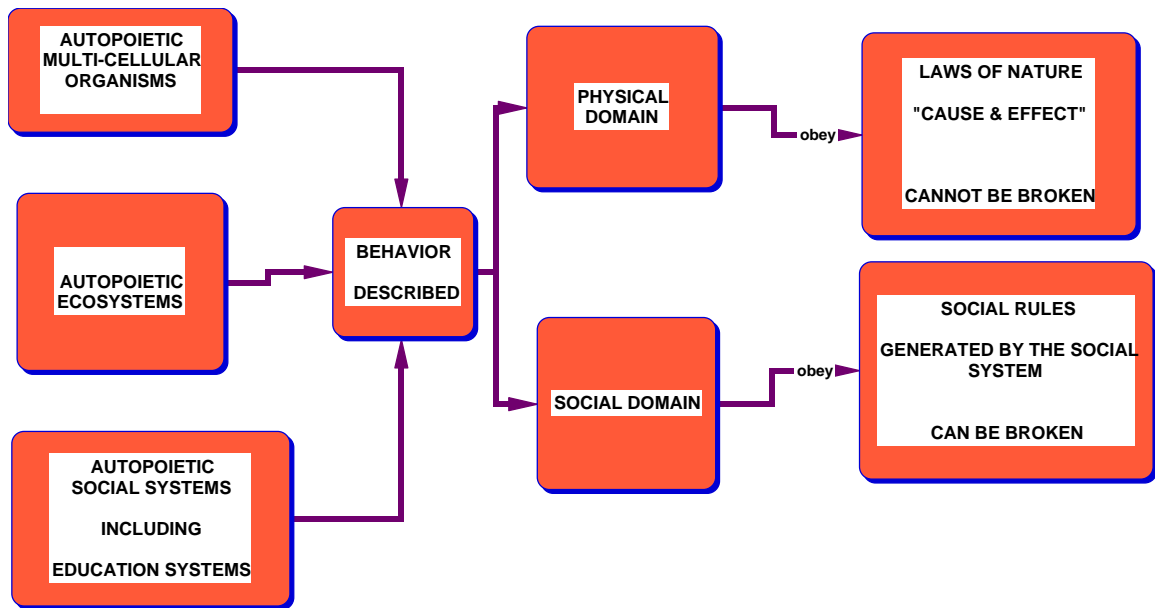 AUTOPOIETIC
MULTI-CELLULAR
ORGANISMS
AUTOPOIETIC
ECOSYSTEMS
AUTOPOIETIC
SOCIAL SYSTEMS
INCLUDING
EDUCATION SYSTEMS
BEHAVIOR
DESCRIBED
PHYSICAL
DOMAIN
obey
LAWS OF NATURE
"CAUSE & EFFECT"
CANNOT BE BROKEN
SOCIAL DOMAIN
obey
SOCIAL RULES
GENERATED BY THE SOCIAL
SYSTEM
CAN BE BROKEN